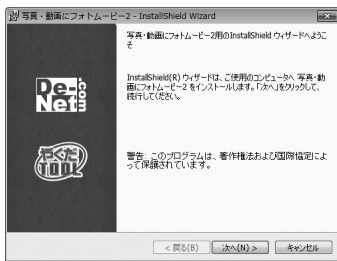 写真・動画にフォトムービー2 - InstallShield Wizard
写真・動画にフォトムービー2用のInstallShield ウィザードへようこ
そ
De-
Net.com
InstallShield(R) ウィザードは、ご使用のコンピュータへ 写真・動
画にフォトムービー2 をインストールします。「次へ」をクリックして、
続行してください。
やくだ
TOOL
警告: このプログラムは、著作権法および国際協定によ
って保護されています。
< 戻る(B)
次へ(N) >
キャンセル